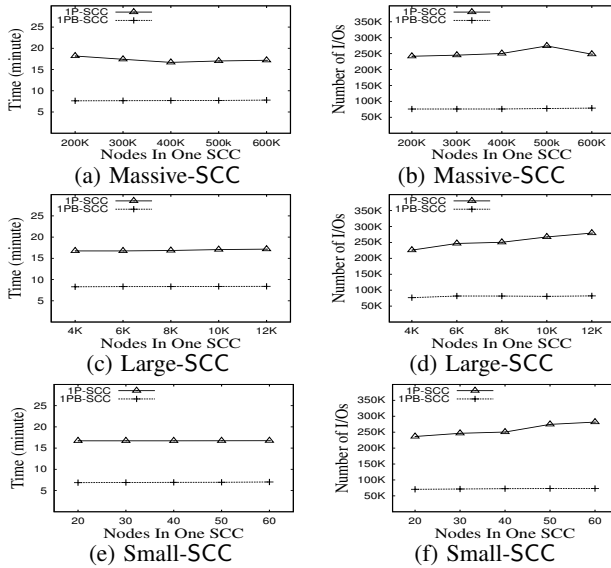 1P-SCC
1PB-SCC
Time (minute)
25
20
15
10
5
200K 300K 400K 500k 600K
Nodes In One SCC
(a) Massive-SCC
1P-SCC
1PB-SCC
Number of I/Os
350K
300K
250K
200K
150K
100K
50K
200K 300K 400K 500k 600K
Nodes In One SCC
(b) Massive-SCC
1P-SCC
1PB-SCC
Time (minute)
25
20
15
10
5
4K 6K 8K 10K 12K
Nodes In One SCC
(c) Large-SCC
1P-SCC
1PB-SCC
Number of I/Os
350K
300K
250K
200K
150K
100K
50K
4K 6K 8K 10K 12K
Nodes In One SCC
(d) Large-SCC
1P-SCC
1PB-SCC
Time (minute)
25
20
15
10
5
20 30 40 50 60
Nodes In One SCC
(e) Small-SCC
1P-SCC
1PB-SCC
Number of I/Os
350K
300K
250K
200K
150K
100K
50K
20 30 40 50 60
Nodes In One SCC
(f) Small-SCC